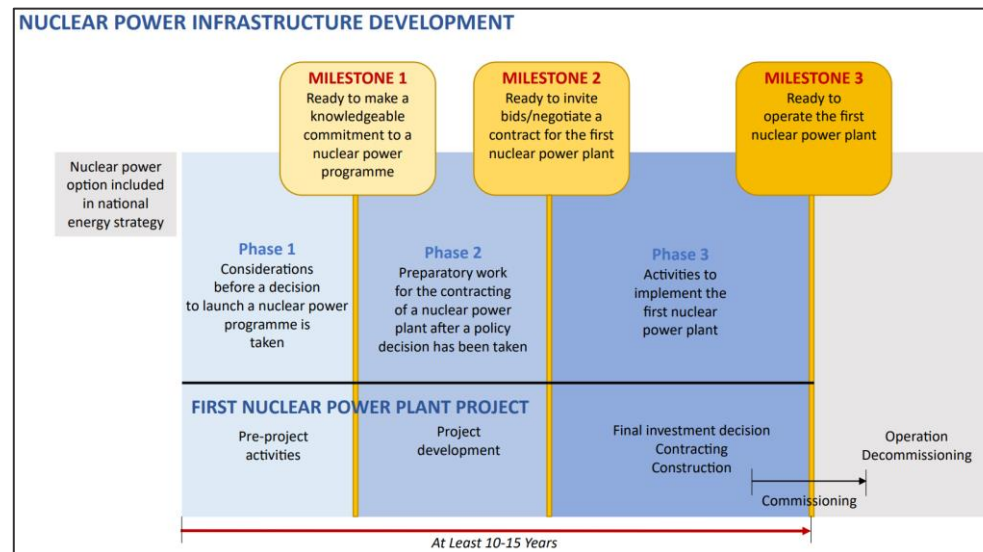 NUCLEAR POWER INFRASTRUCTURE DEVELOPMENT
MILESTONE 1
Ready to make a
knowledgeable
commitment to a
nuclear power
programme
MILESTONE 2
Ready to invite
bids/negotiate a
contract for the first
nuclear power plant
MILESTONE 3
Ready to
operate the first
nuclear power plant
Nuclear power
option included
in national
energy strategy
Phase 1
Considerations
before a decision
to launch a nuclear power
programme is
taken
Phase 2
Preparatory work
for the contracting
of a nuclear power
plant after a policy
decision has been taken
Phase 3
Activities to
implement the
first nuclear
power plant
FIRST NUCLEAR POWER PLANT PROJECT
Pre-project
activities
Project
development
Final investment decision
Contracting
Construction
Commissioning
Operation
Decommissioning
At Least 10-15 Years